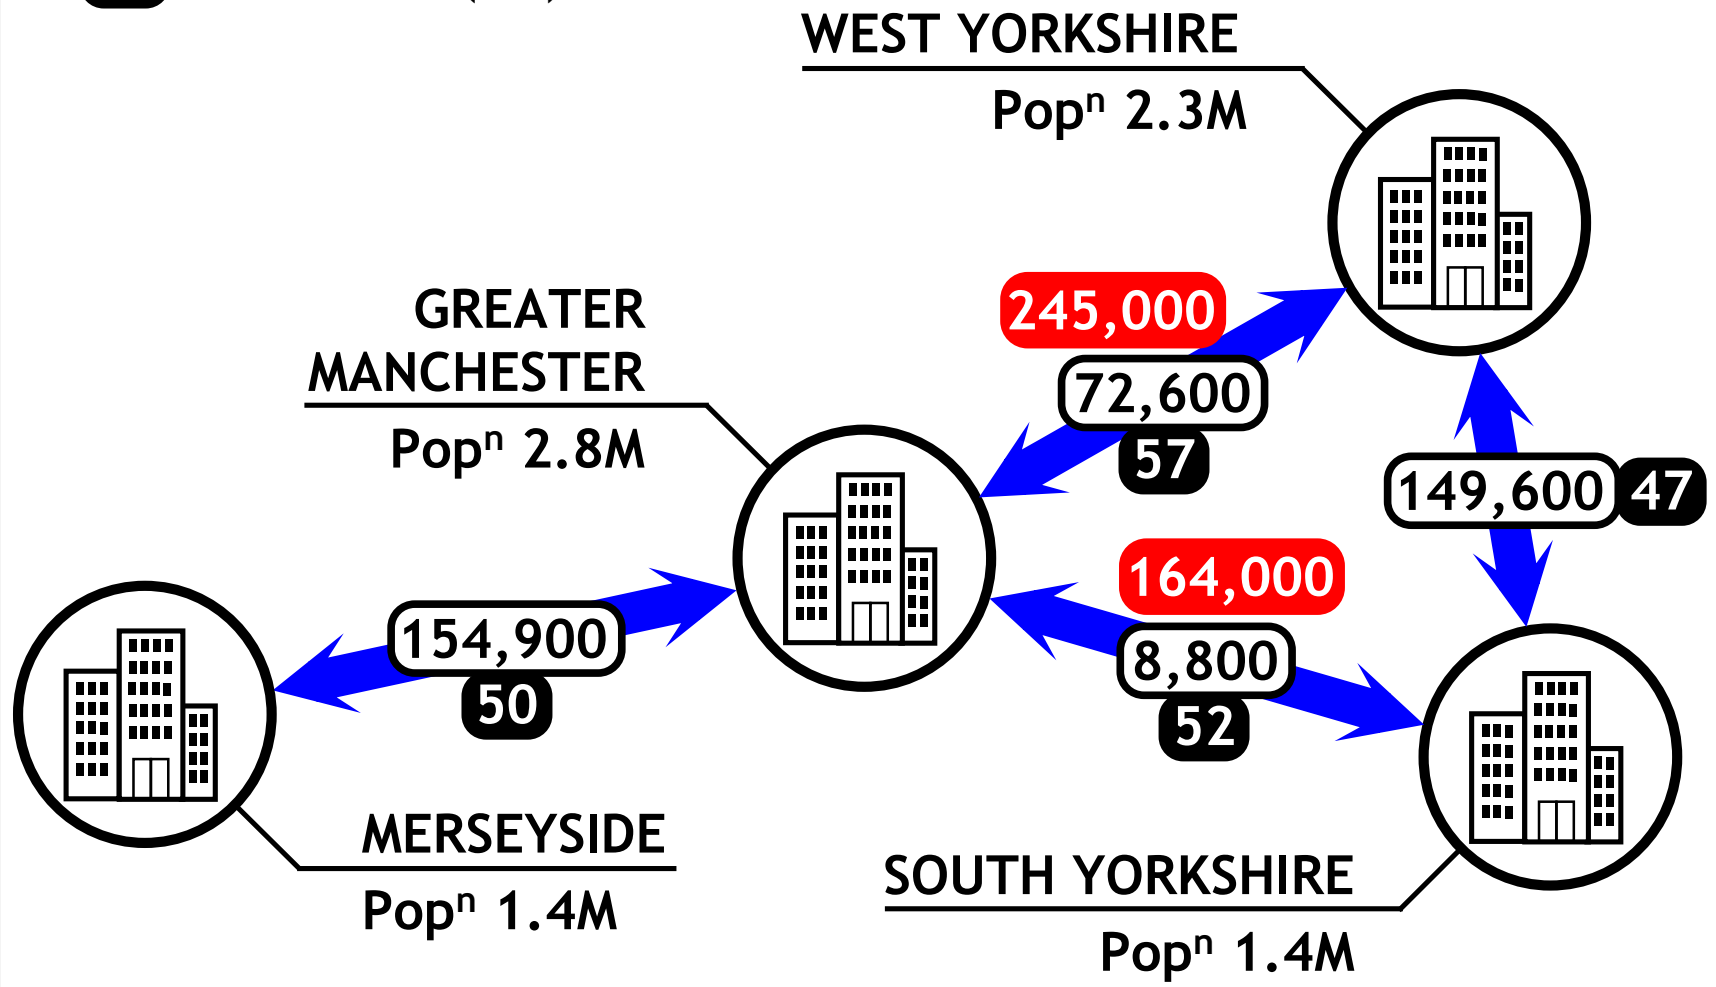 WEST YORKSHIRE
Popⁿ 2.3M
GREATER
MANCHESTER
Popⁿ 2.8M
245,000
72,600
57
149,600 47
164,000
8,800
52
154,900
50
MERSEYSIDE
Popⁿ 1.4M
SOUTH YORKSHIRE
Popⁿ 1.4M